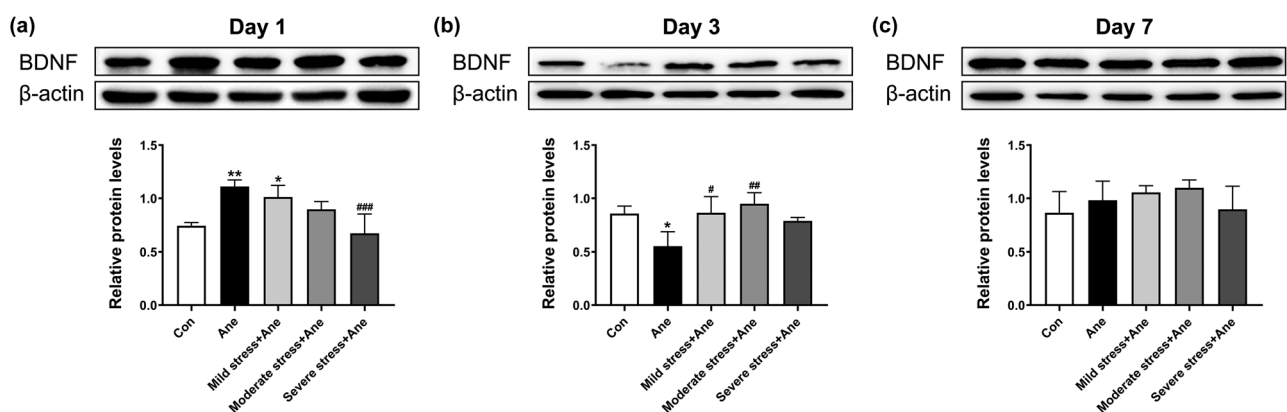 (a)
Day 1
BDNF
β-actin
Relative protein levels
1.5
1.0
0.5
0.0
**
*
###
Con
Ane
Mild stress+Ane
Moderate stress+Ane
Severe stress+Ane
(b)
Day 3
BDNF
β-actin
Relative protein levels
1.5
1.0
0.5
0.0
*
#
##
Con
Ane
Mild stress+Ane
Moderate stress+Ane
Severe stress+Ane
(c)
Day 7
BDNF
β-actin
Relative protein levels
1.5
1.0
0.5
0.0
Con
Ane
Mild stress+Ane
Moderate stress+Ane
Severe stress+Ane